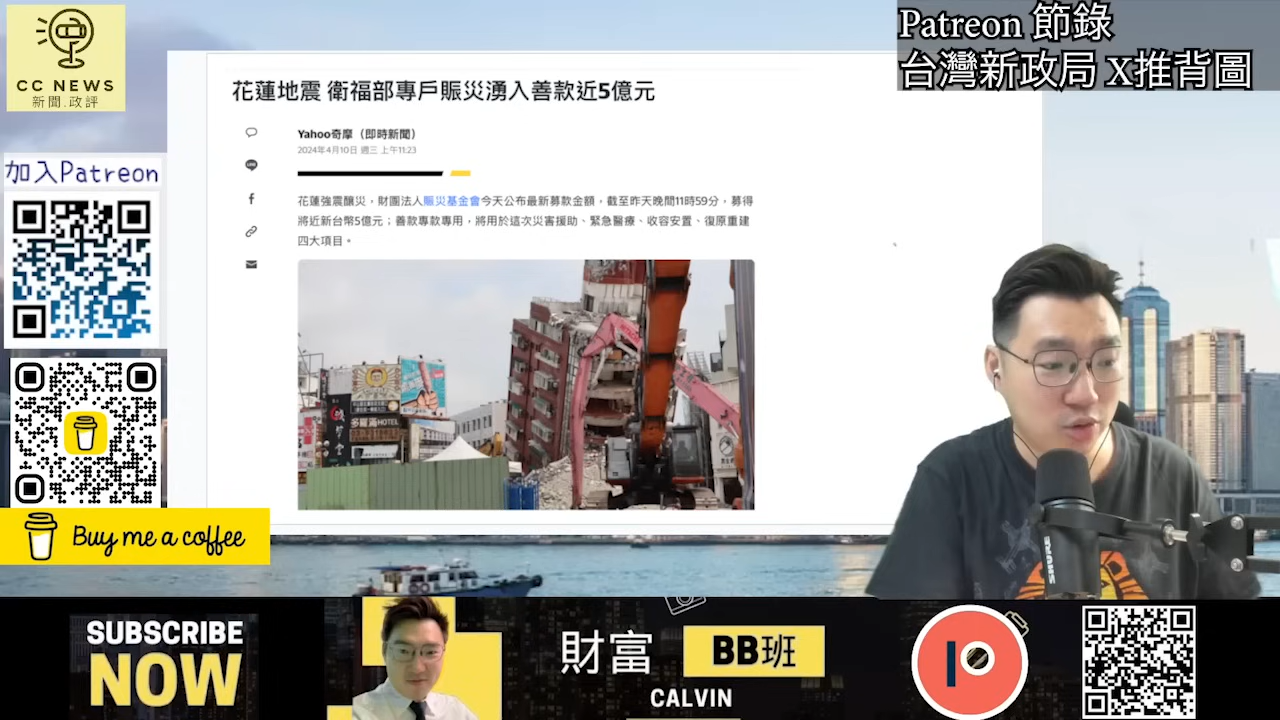 CC NEWS
新聞.政評
Patreon 節錄
台灣新政局 X推背圖
加入Patreon
花蓮地震 衛福部專戶賑災湧入善款近5億元
Yahoo奇摩（即時新聞）
2024年4月10日 週三 上午11:23
花蓮強震釀災，財團法人賑災基金會今天公布最新募款金額，截至昨天晚間11時59分，募得
將近新台幣5億元；善款專款專用，將用於這次災害援助、緊急醫療、收容安置、復原重建
四大項目。
HOTEL
SHURE
Buy me a coffee
SUBSCRIBE
NOW
財富
BB班
CALVIN